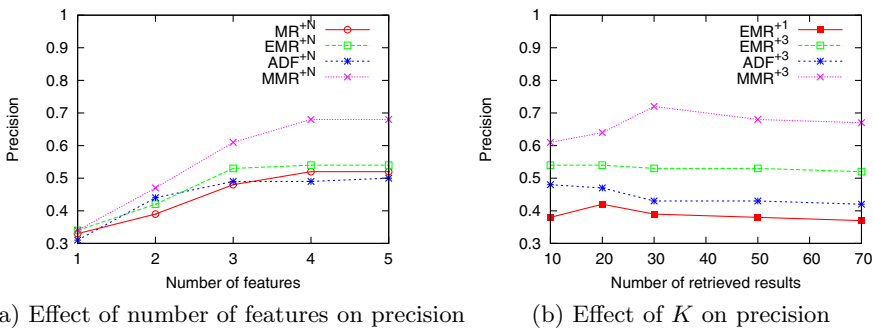 1
0.9
0.8
0.7
0.6
0.5
0.4
0.3
Precision
MR+N
EMR+N
ADF+N
MMR+N
1 2 3 4 5
Number of features
a) Effect of number of features on precision
1
0.9
0.8
0.7
0.6
0.5
0.4
0.3
Precision
EMR+1
EMR+3
ADF+3
MMR+3
10 20 30 40 50 60 70
Number of retrieved results
(b) Effect of K on precision